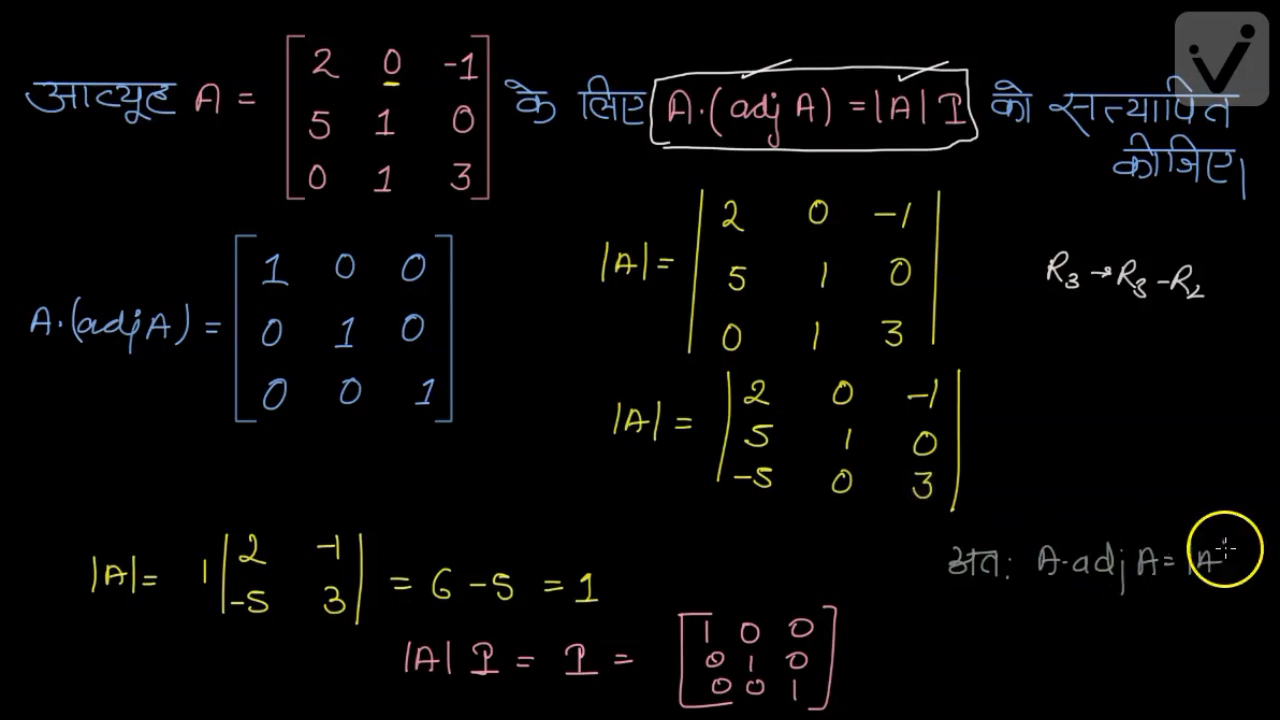 आव्यूह A = [ 2 0 -1 ; 5 1 0 ; 0 1 3 ] के लिए A·(adj A) = |A| I को सत्यापित
कीजिए।
A·(adj A) = [ 1 0 0 ; 0 1 0 ; 0 0 1 ]
|A| = | 2 0 -1 ; 5 1 0 ; 0 1 3 |
R₃ → R₃ - R₂
|A| = | 2 0 -1 ; 5 1 0 ; -5 0 3 |
|A| = 1 | 2 -1 ; -5 3 | = 6 - 5 = 1
अतः A·adj A = |A
|A| I = I = [ 1 0 0 ; 0 1 0 ; 0 0 1 ]